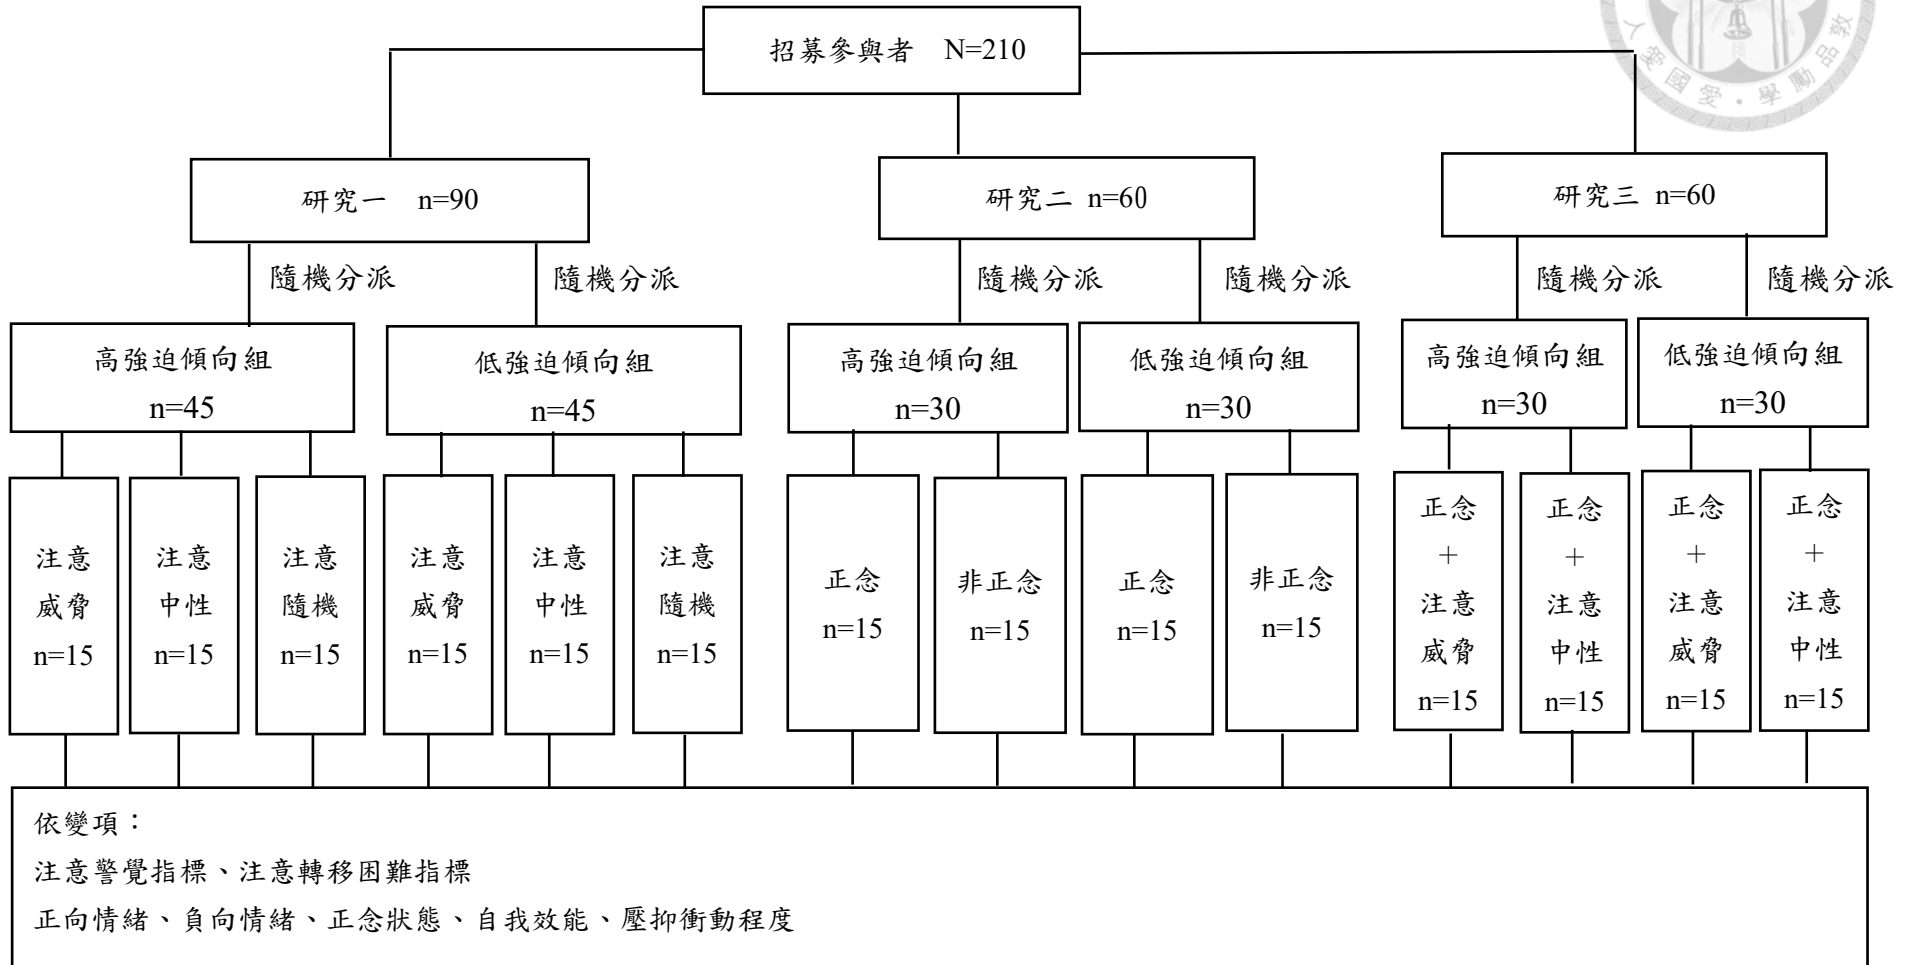 招募參與者 N=210
人愛國愛·學勵品敦
研究一 n=90
研究二 n=60
研究三 n=60
隨機分派
隨機分派
隨機分派
隨機分派
隨機分派
隨機分派
高強迫傾向組
n=45
低強迫傾向組
n=45
高強迫傾向組
n=30
低強迫傾向組
n=30
高強迫傾向組
n=30
低強迫傾向組
n=30
注意
威脅
n=15
注意
中性
n=15
注意
隨機
n=15
注意
威脅
n=15
注意
中性
n=15
注意
隨機
n=15
正念
n=15
非正念
n=15
正念
n=15
非正念
n=15
正念
+
注意
威脅
n=15
正念
+
注意
中性
n=15
正念
+
注意
威脅
n=15
正念
+
注意
中性
n=15
依變項：
注意警覺指標、注意轉移困難指標
正向情緒、負向情緒、正念狀態、自我效能、壓抑衝動程度